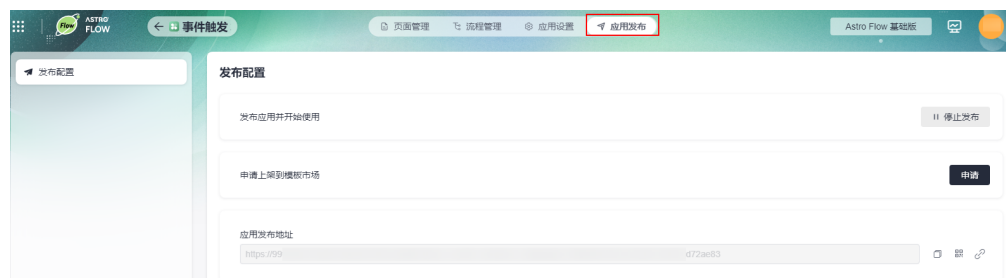 Flow ASTRO FLOW
事件触发
页面管理 流程管理 应用设置 应用发布
Astro Flow 基础版
发布配置
发布配置
发布应用并开始使用
停止发布
申请上架到模板市场
申请
应用发布地址
https://99 d72ae83